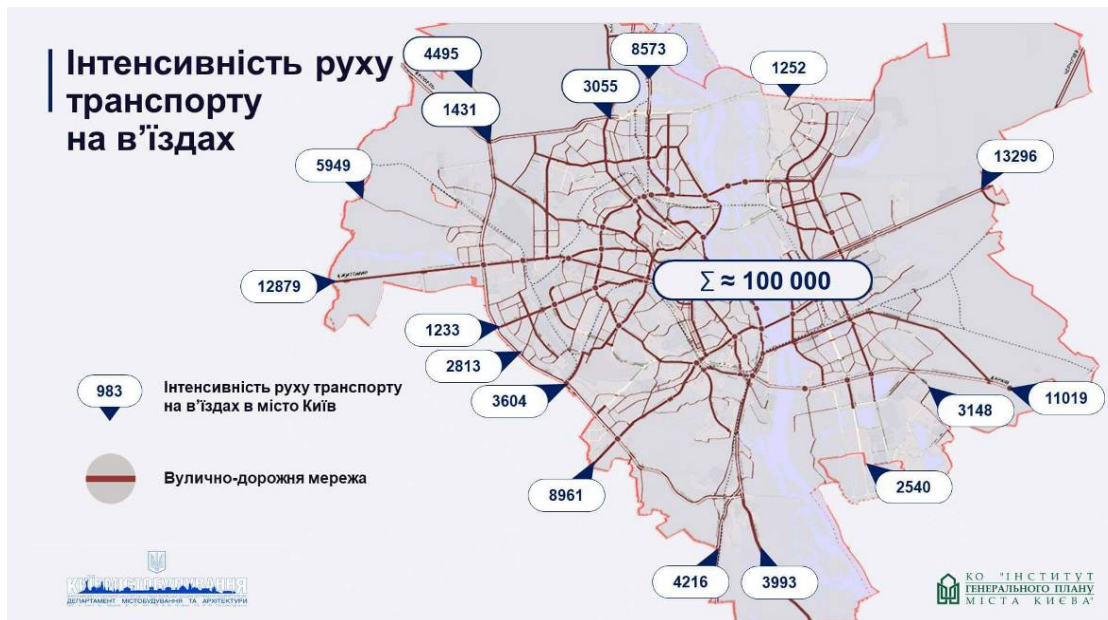 Інтенсивність руху
транспорту
на в’їздах
4495
8573
1252
3055
1431
13296
5949
∑ ≈ 100 000
12879
1233
2813
3604
983
Інтенсивність руху транспорту
на в’їздах в місто Київ
11019
3148
Вулично-дорожня мережа
2540
8961
4216
3993
КИЇВМІСТОБУДУВАННЯ
ДЕПАРТАМЕНТ МІСТОБУДУВАННЯ ТА АРХІТЕКТУРИ
КО "ІНСТИТУТ
ГЕНЕРАЛЬНОГО ПЛАНУ
МІСТА КИЄВА"